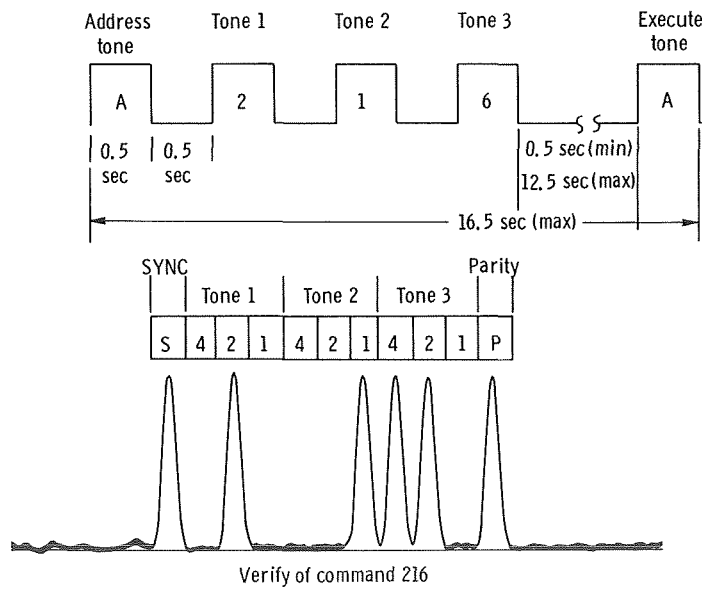 Address tone
Tone 1
Tone 2
Tone 3
Execute tone
A
2
1
6
A
0.5 sec
0.5 sec
0.5 sec (min)
12.5 sec (max)
16.5 sec (max)
SYNC
Tone 1
Tone 2
Tone 3
Parity
S 4 2 1 4 2 1 4 2 1 P
Verify of command 216